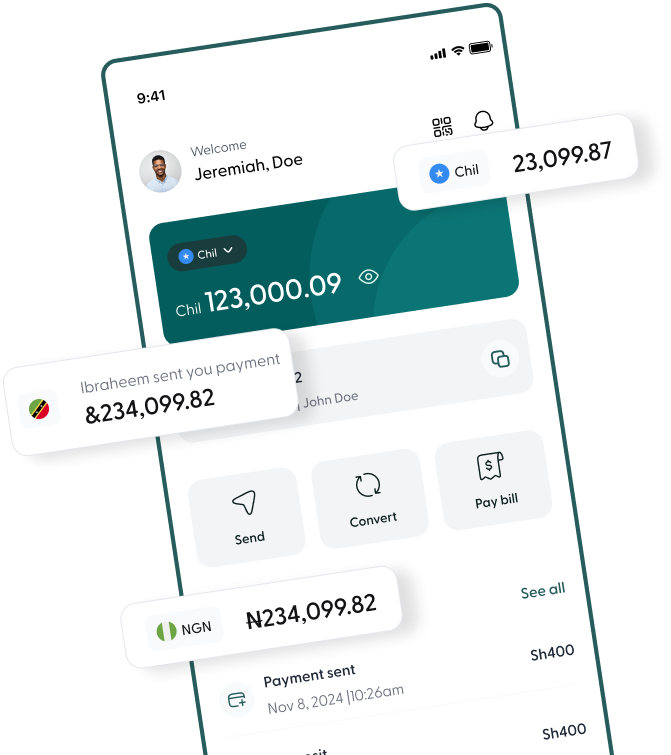 9:41
Welcome
Jeremiah, Doe
Chil 23,099.87
Chil
Chil 123,000.09
Ibraheem sent you payment
&234,099.82
2
John Doe
Send
Convert
Pay bill
NGN ₦234,099.82
See all
Payment sent
Sh400
Nov 8, 2024 |10:26am
Sh400